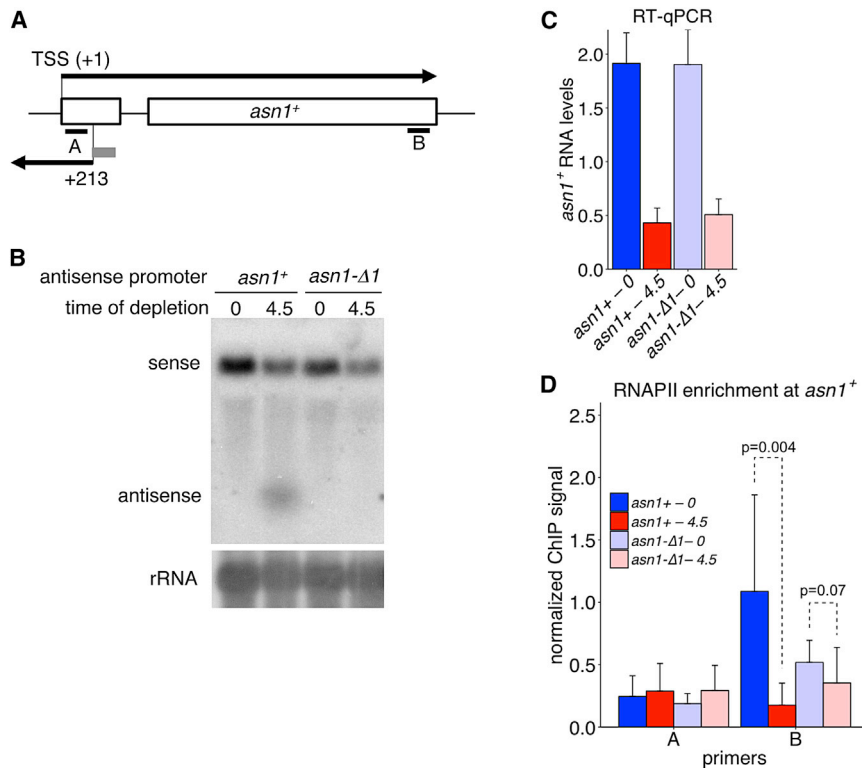 A
TSS (+1)
asn1+
A
B
+213
B
antisense promoter asn1+ asn1-Δ1
time of depletion 0 4.5 0 4.5
sense
antisense
rRNA
C
RT-qPCR
asn1+ RNA levels
2.0
1.5
1.0
0.5
0.0
asn1+ – 0
asn1+ – 4.5
asn1-Δ1 – 0
asn1-Δ1 – 4.5
D
RNAPII enrichment at asn1+
normalized ChIP signal
2.5
2.0
1.5
1.0
0.5
0.0
p=0.004
p=0.07
asn1+ – 0
asn1+ – 4.5
asn1-Δ1– 0
asn1-Δ1– 4.5
A B
primers